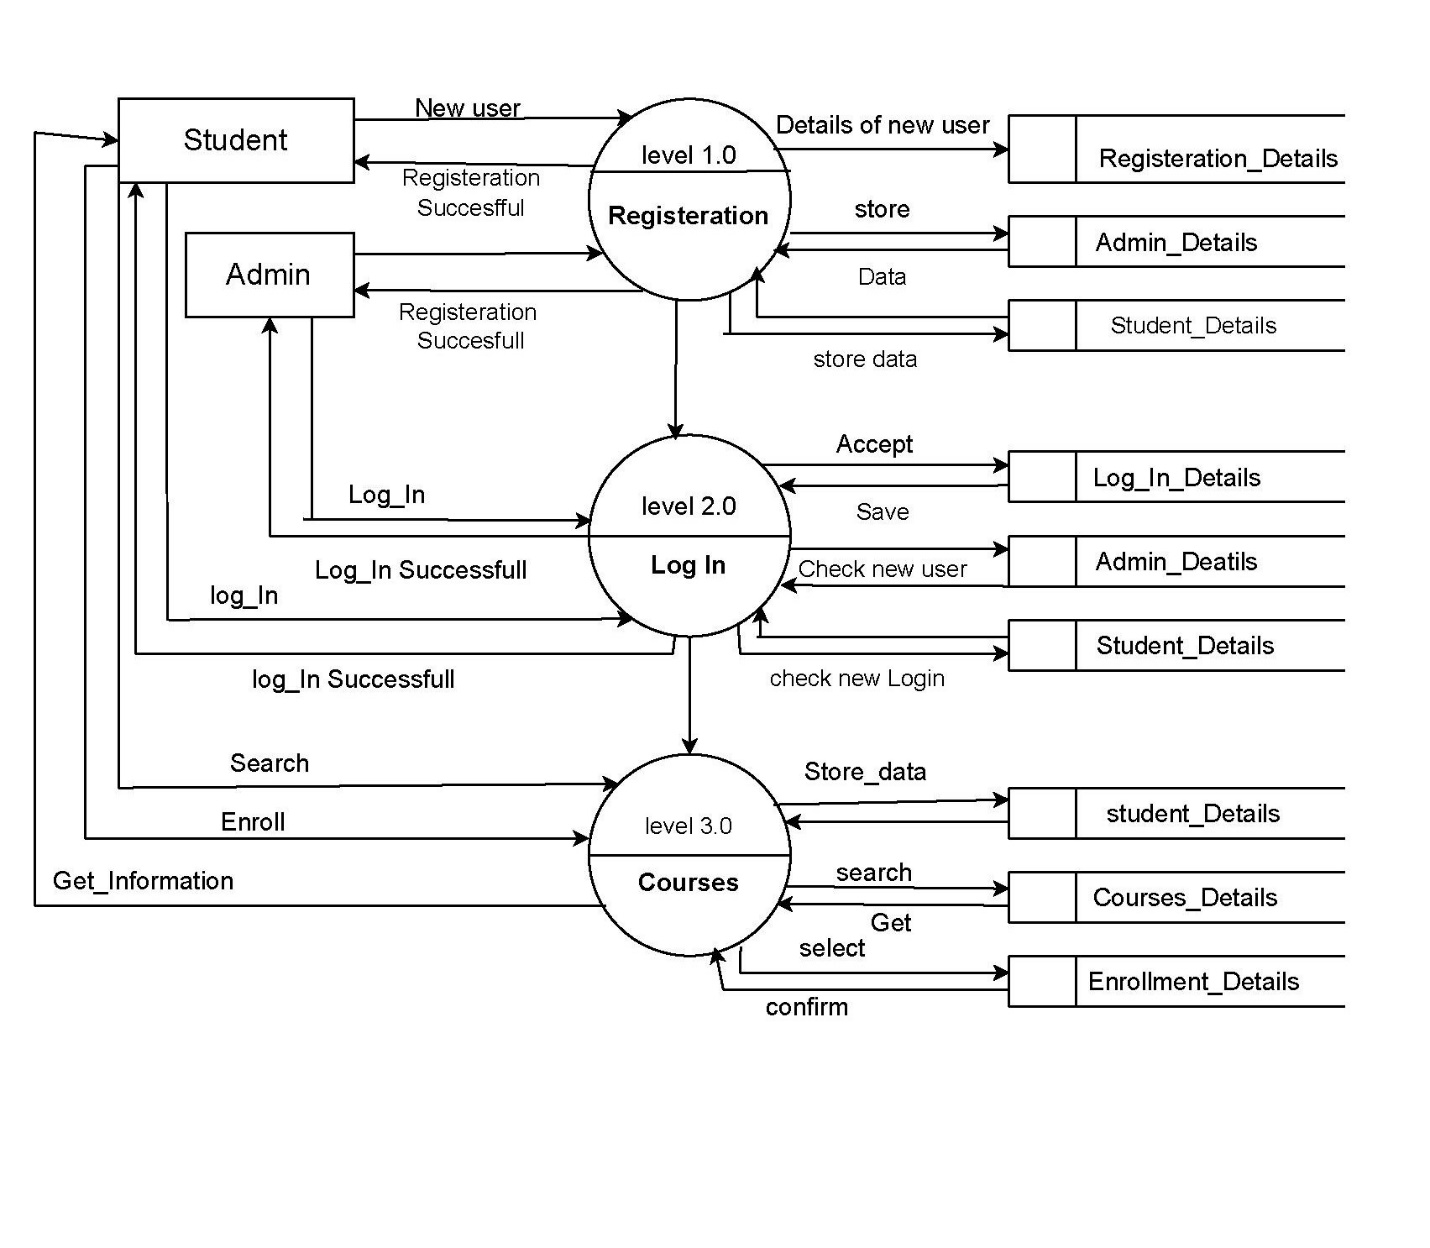 New user
Student
level 1.0
Registeration
Details of new user
Registeration_Details
Registeration
Succesfful
store
Admin_Details
Data
Admin
Registeration
Succesfull
Student_Details
store data
Accept
Log_In_Details
Save
Log_In
level 2.0
Log In
Log_In Successfull
Check new user
Admin_Deatils
log_In
Student_Details
log_In Successfull
check new Login
Search
Store_data
student_Details
Enroll
level 3.0
Courses
Get_Information
search
Courses_Details
Get
select
Enrollment_Details
confirm